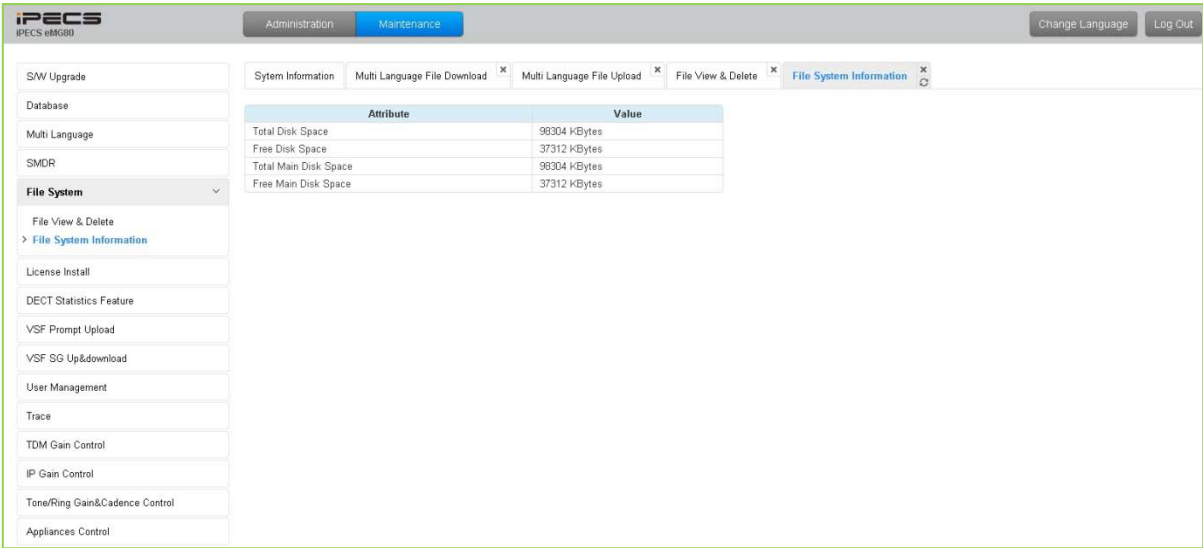 iPECS
iPECS eMG80
Administration Maintenance Change Language Log Out
S/W Upgrade
Database
Multi Language
SMDR
File System
File View & Delete
> File System Information
License Install
DECT Statistics Feature
VSF Prompt Upload
VSF SG Up&download
User Management
Trace
TDM Gain Control
IP Gain Control
Tone/Ring Gain&Cadence Control
Appliances Control
Sytem Information Multi Language File Download Multi Language File Upload File View & Delete File System Information
Attribute Value
Total Disk Space 98304 KBytes
Free Disk Space 37312 KBytes
Total Main Disk Space 98304 KBytes
Free Main Disk Space 37312 KBytes